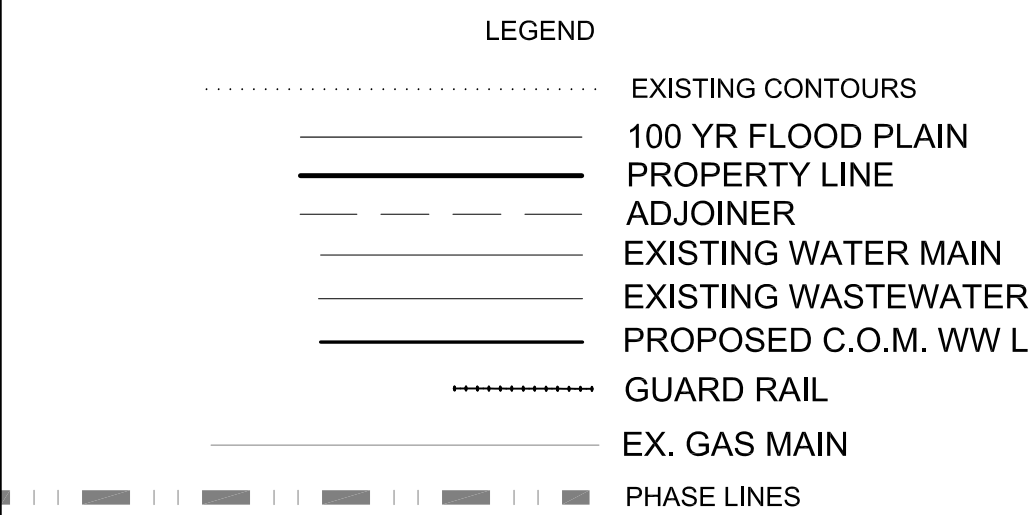 LEGEND
EXISTING CONTOURS
100 YR FLOOD PLAIN
PROPERTY LINE
ADJOINER
EXISTING WATER MAIN
EXISTING WASTEWATER
PROPOSED C.O.M. WW L
GUARD RAIL
EX. GAS MAIN
PHASE LINES